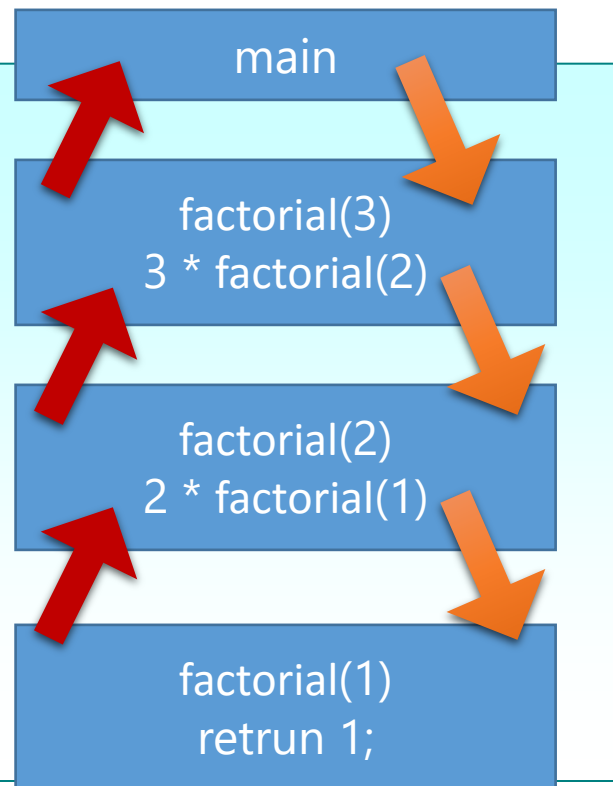 main
factorial(3)
3 * factorial(2)
factorial(2)
2 * factorial(1)
factorial(1)
retrun 1;